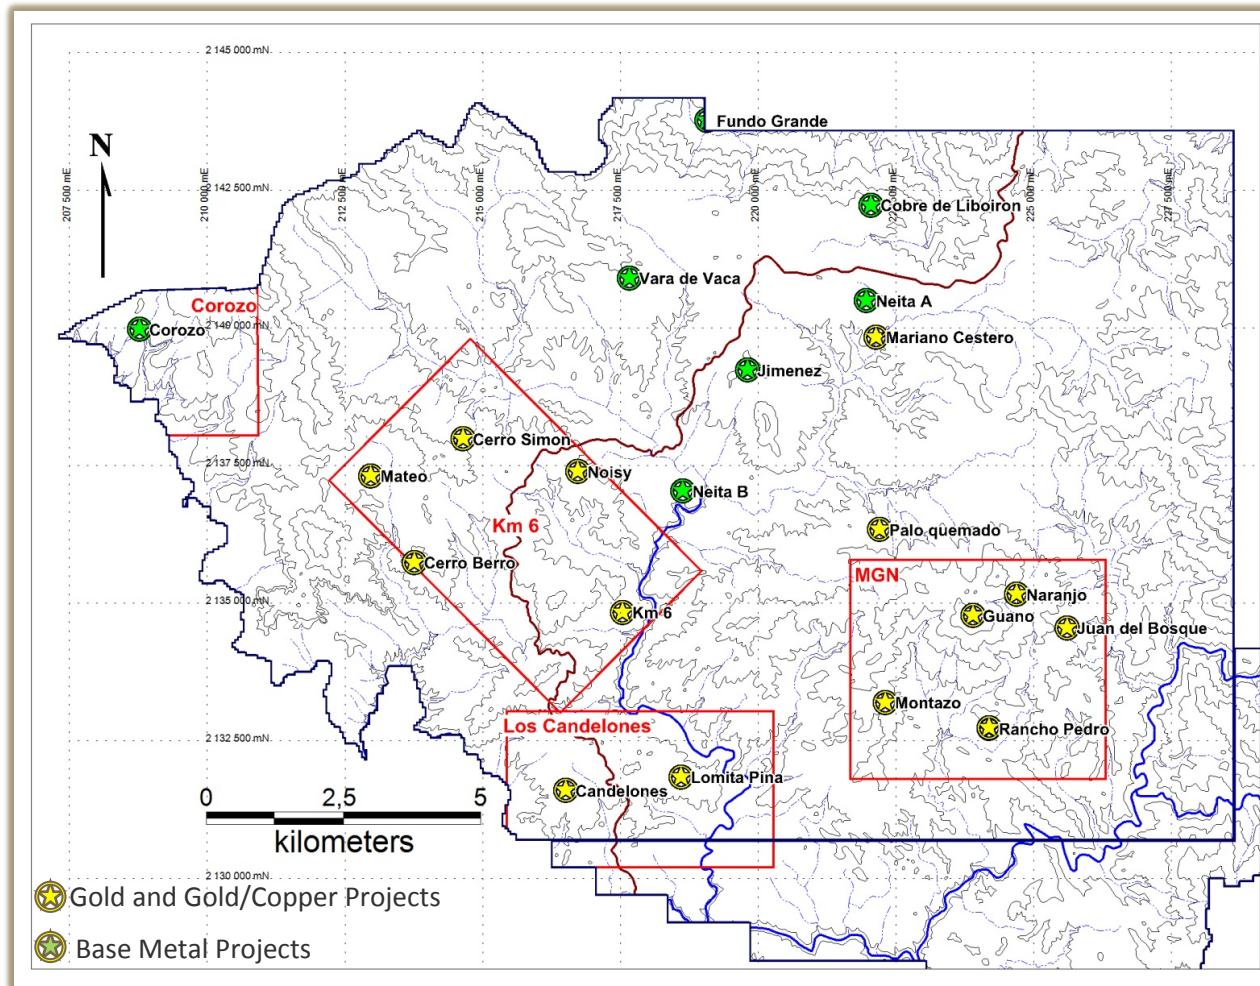 2 145 000 mN
Fundo Grande
N
207 500 mE
210 000 mE
212 500 mE
215 000 mE
217 500 mE
220 000 mE
225 000 mE
227 500 mE
2 142 500 mN
Cobre de Liboiron
Vara de Vaca
Neita A
Corozo
Corozo
2 149 000 mN
Mariano Cestero
Jimenez
Cerro Simon
2 137 500 mN
Mateo
Noisy
Neita B
Km 6
Palo quemado
Cerro Berro
MGN
Naranjo
2 135 000 mN
Km 6
Guano
Juan del Bosque
Montazo
Los Candelones
Rancho Pedro
2 132 500 mN
Lomita Pina
Candelones
0 2,5 5
kilometers
2 130 000 mN
Gold and Gold/Copper Projects
Base Metal Projects